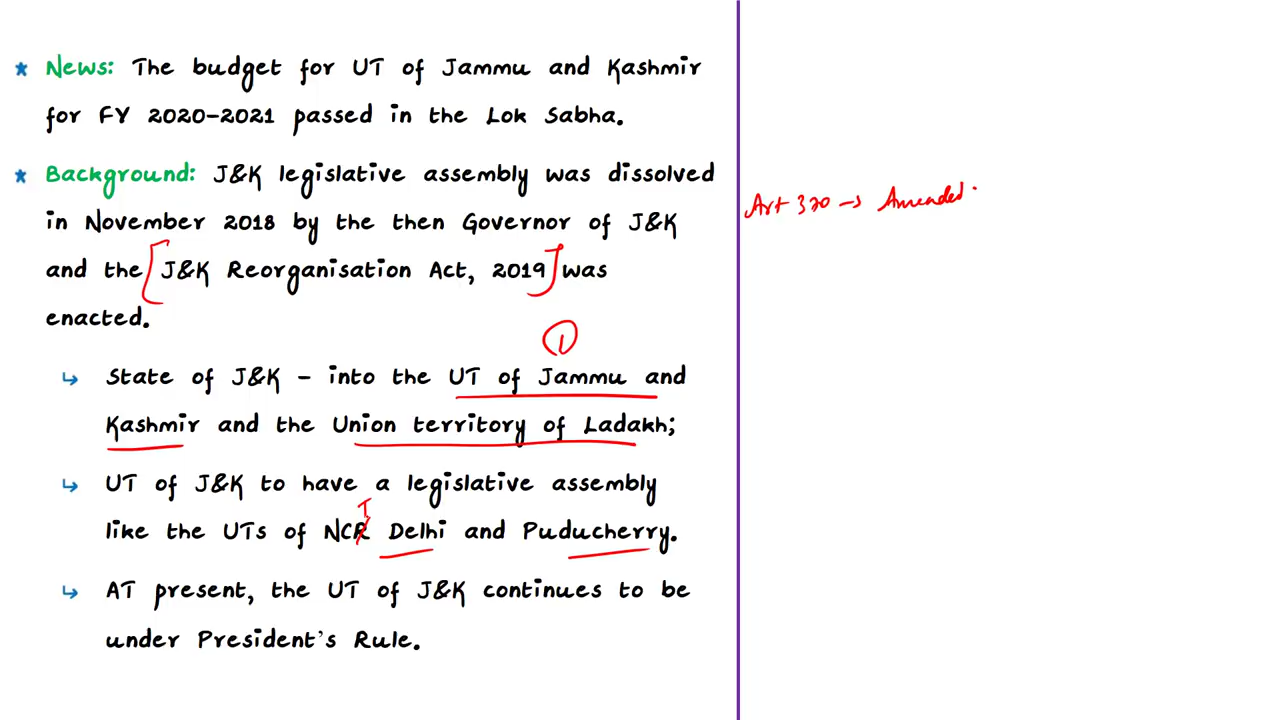 * News: The budget for UT of Jammu and Kashmir
for FY 2020-2021 passed in the Lok Sabha.
* Background: J&K legislative assembly was dissolved
in November 2018 by the then Governor of J&K
and the [J&K Reorganisation Act, 2019] was
enacted.
①
↳ State of J&K - into the UT of Jammu and
Kashmir and the Union territory of Ladakh;
↳ UT of J&K to have a legislative assembly
T
like the UTs of NCR Delhi and Puducherry.
↳ AT present, the UT of J&K continues to be
under President's Rule.
Art 370 → Amended.